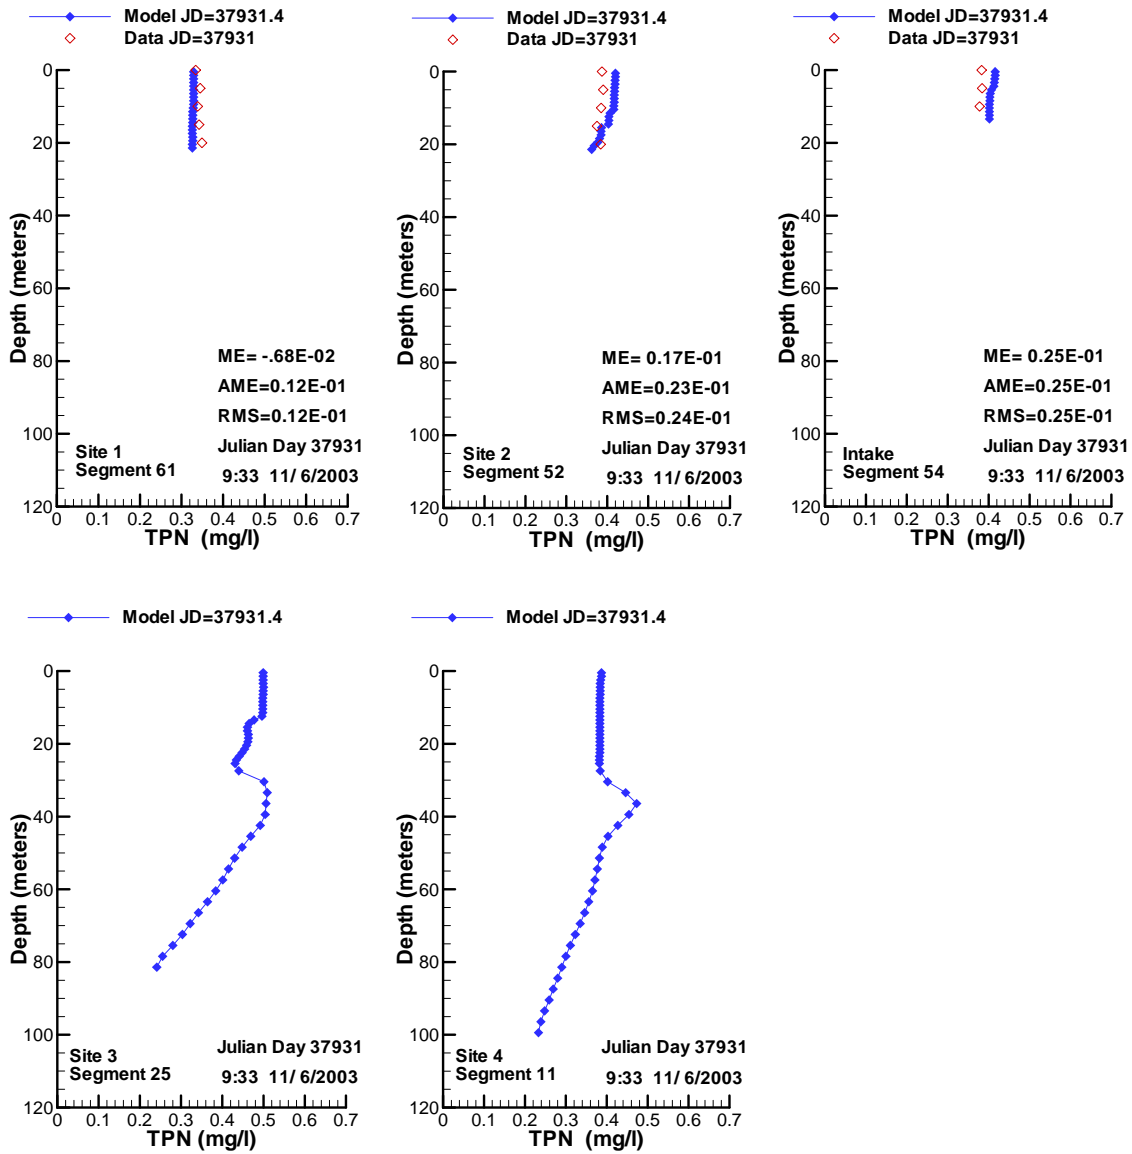 Model JD=37931.4
Data JD=37931
0
20
40
60
80
100
120
Depth (meters)
ME= -.68E-02
AME=0.12E-01
RMS=0.12E-01
Site 1
Segment 61
Julian Day 37931
9:33 11/ 6/2003
0 0.1 0.2 0.3 0.4 0.5 0.6 0.7
TPN (mg/l)
Model JD=37931.4
Data JD=37931
0
20
40
60
80
100
120
Depth (meters)
ME= 0.17E-01
AME=0.23E-01
RMS=0.24E-01
Site 2
Segment 52
Julian Day 37931
9:33 11/ 6/2003
0 0.1 0.2 0.3 0.4 0.5 0.6 0.7
TPN (mg/l)
Model JD=37931.4
Data JD=37931
0
20
40
60
80
100
120
Depth (meters)
ME= 0.25E-01
AME=0.25E-01
RMS=0.25E-01
Intake
Segment 54
Julian Day 37931
9:33 11/ 6/2003
0 0.1 0.2 0.3 0.4 0.5 0.6 0.7
TPN (mg/l)
Model JD=37931.4
0
20
40
60
80
100
120
Depth (meters)
Site 3
Segment 25
Julian Day 37931
9:33 11/ 6/2003
0 0.1 0.2 0.3 0.4 0.5 0.6 0.7
TPN (mg/l)
Model JD=37931.4
0
20
40
60
80
100
120
Depth (meters)
Site 4
Segment 11
Julian Day 37931
9:33 11/ 6/2003
0 0.1 0.2 0.3 0.4 0.5 0.6 0.7
TPN (mg/l)